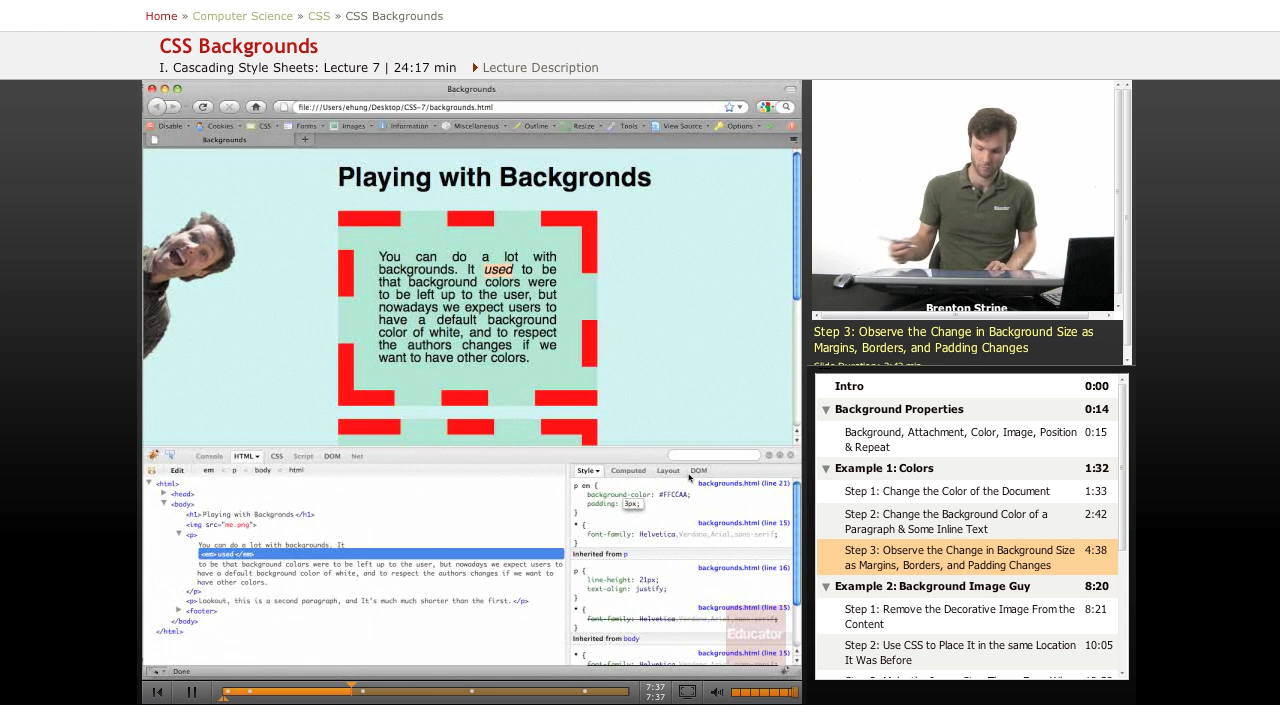 Home » Computer Science » CSS » CSS Backgrounds
CSS Backgrounds
I. Cascading Style Sheets: Lecture 7 | 24:17 min
Lecture Description
Backgrounds
file:///Users/ehung/Desktop/CSS-7/backgrounds.html
Disable Cookies CSS Forms Images Information Miscellaneous Outline Resize Tools View Source Options
Backgrounds
+
Playing with Backgronds
You can do a lot with
backgrounds. It used to be
that background colors were
to be left up to the user, but
nowadays we expect users to
have a default background
color of white, and to respect
the authors changes if we
want to have other colors.
Console HTML CSS Script DOM Net
Edit em < p < body < html
<html>
<head>
<body>
<h1>Playing with Backgronds</h1>
<img src="me.png">
<p>
You can do a lot with backgrounds. It
<em>used</em>
to be that background colors were to be left up to the user, but nowadays we expect users to
have a default background color of white, and to respect the authors changes if we want to
have other colors.
</p>
<p>Lookout, this is a second paragraph, and It's much much shorter than the first.</p>
<footer>
</body>
</html>
Style Computed Layout DOM
p em { backgrounds.html (line 21)
background-color: #FFCCAA;
padding: 3px;
}
* { backgrounds.html (line 15)
font-family: Helvetica,Verdana,Arial,sans-serif;
}
Inherited from p
p { backgrounds.html (line 16)
line-height: 21px;
text-align: justify;
}
* { backgrounds.html (line 15)
font-family: Helvetica,Verdana,Arial,sans-serif;
}
Inherited from body
* { backgrounds.html (line 15)
font-family: Helvetica,Verdana,Arial,sans-serif;
Educator
Done
7:37
7:37
Brenton Strine
Step 3: Observe the Change in Background Size as
Margins, Borders, and Padding Changes
Intro 0:00
Background Properties 0:14
Background, Attachment, Color, Image, Position 0:15
& Repeat
Example 1: Colors 1:32
Step 1: Change the Color of the Document 1:33
Step 2: Change the Background Color of a 2:42
Paragraph & Some Inline Text
Step 3: Observe the Change in Background Size 4:38
as Margins, Borders, and Padding Changes
Example 2: Background Image Guy 8:20
Step 1: Remove the Decorative Image From the 8:21
Content
Step 2: Use CSS to Place It in the same Location 10:05
It Was Before